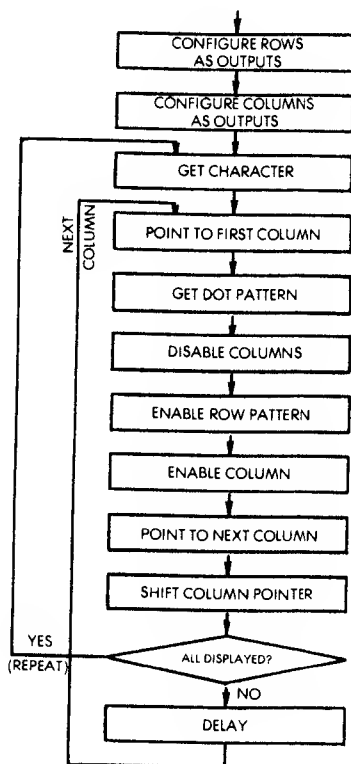 CONFIGURE ROWS
AS OUTPUTS
CONFIGURE COLUMNS
AS OUTPUTS
GET CHARACTER
NEXT
COLUMN
POINT TO FIRST COLUMN
GET DOT PATTERN
DISABLE COLUMNS
ENABLE ROW PATTERN
ENABLE COLUMN
POINT TO NEXT COLUMN
SHIFT COLUMN POINTER
YES
(REPEAT)
ALL DISPLAYED?
NO
DELAY